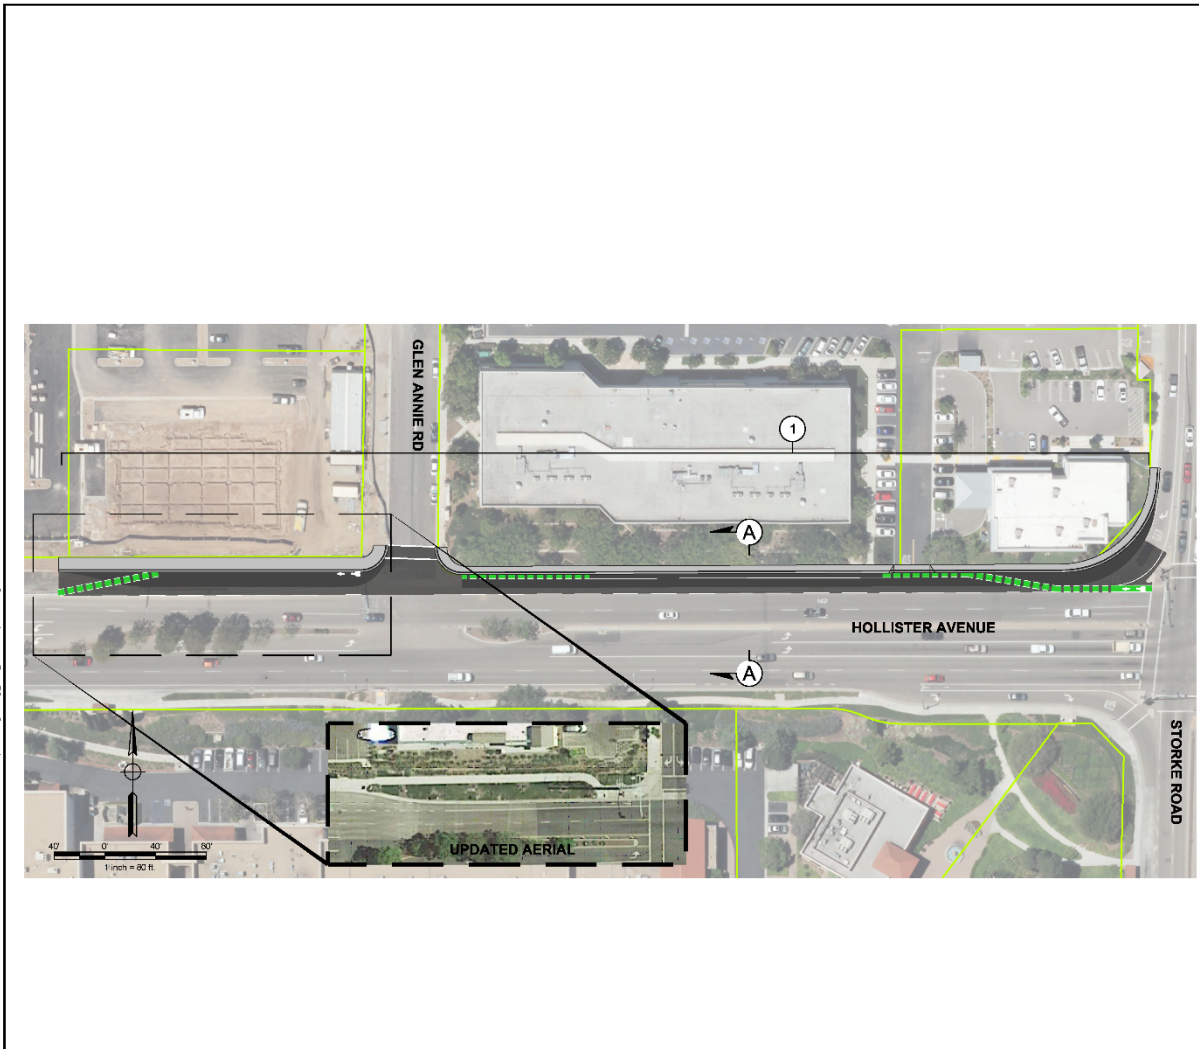 GLEN ANNIE RD
1
A
HOLLISTER AVENUE
A
STORKE ROAD
UPDATED AERIAL
40' 0' 40' 80'
1 inch = 80 ft.